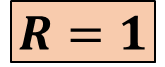 R = 1